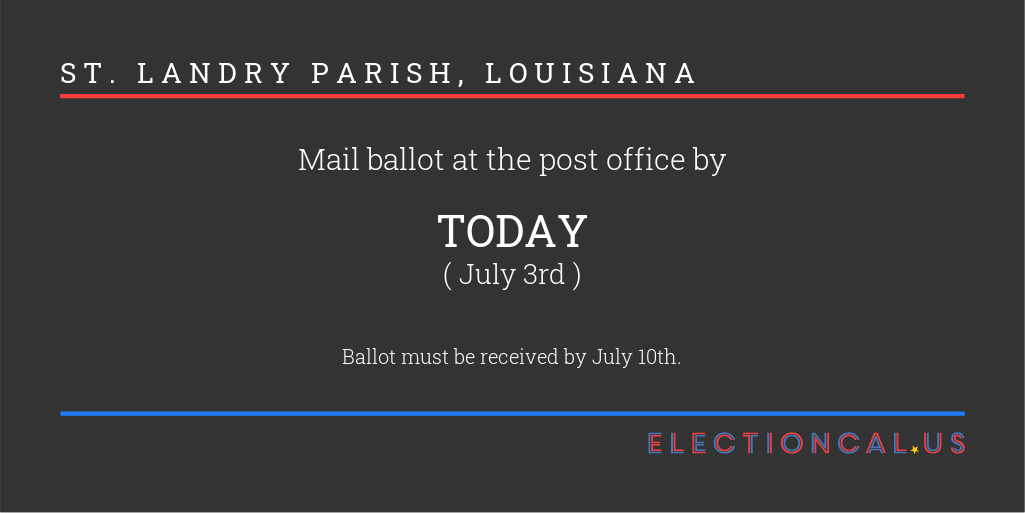 ST. LANDRY PARISH, LOUISIANA
Mail ballot at the post office by
TODAY
( July 3rd )
Ballot must be received by July 10th.
ELECTIONCAL.US